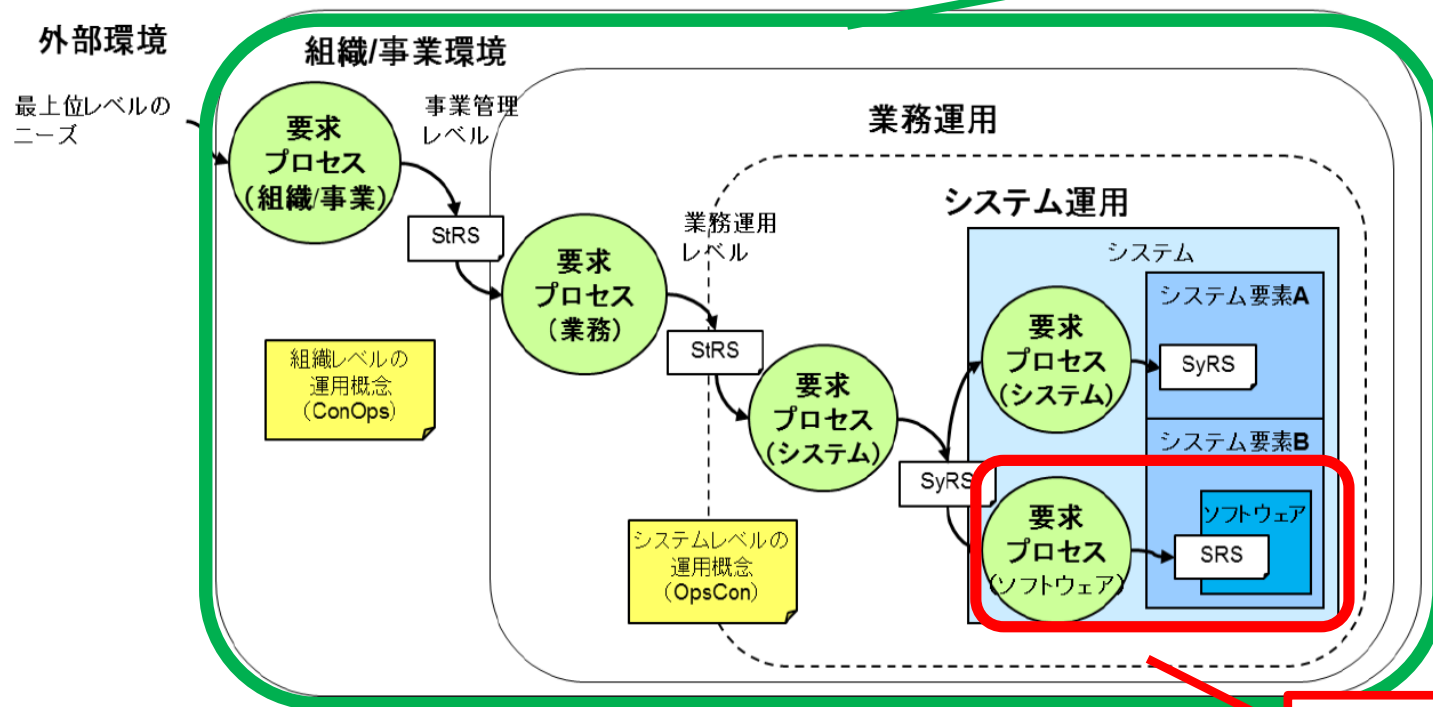 外部環境
組織/事業環境
最上位レベルの
ニーズ
事業管理
レベル
要求
プロセス
(組織/事業)
StRS
業務運用
業務運用
レベル
要求
プロセス
(業務)
StRS
システム運用
システム
システム要素A
要求
プロセス
(システム)
SyRS
組織レベルの
運用概念
(ConOps)
要求
プロセス
(システム)
SyRS
システム要素B
システムレベルの
運用概念
(OpsCon)
要求
プロセス
(ソフトウェア)
ソフトウェア
SRS